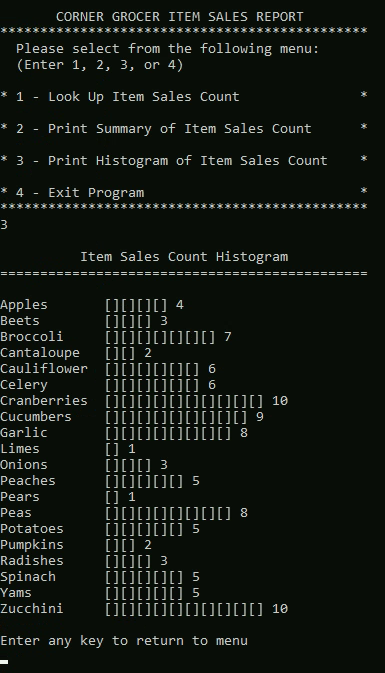 CORNER GROCER ITEM SALES REPORT
**********************************************
Please select from the following menu:
(Enter 1, 2, 3, or 4)
* 1 - Look Up Item Sales Count *
* 2 - Print Summary of Item Sales Count *
* 3 - Print Histogram of Item Sales Count *
* 4 - Exit Program *
**********************************************
3
Item Sales Count Histogram
==============================================
Apples [][][][] 4
Beets [][][] 3
Broccoli [][][][][][][] 7
Cantaloupe [][] 2
Cauliflower [][][][][][] 6
Celery [][][][][][] 6
Cranberries [][][][][][][][][][] 10
Cucumbers [][][][][][][][][] 9
Garlic [][][][][][][][] 8
Limes [] 1
Onions [][][] 3
Peaches [][][][][] 5
Pears [] 1
Peas [][][][][][][][] 8
Potatoes [][][][][] 5
Pumpkins [][] 2
Radishes [][][] 3
Spinach [][][][][] 5
Yams [][][][][] 5
Zucchini [][][][][][][][][][] 10
Enter any key to return to menu